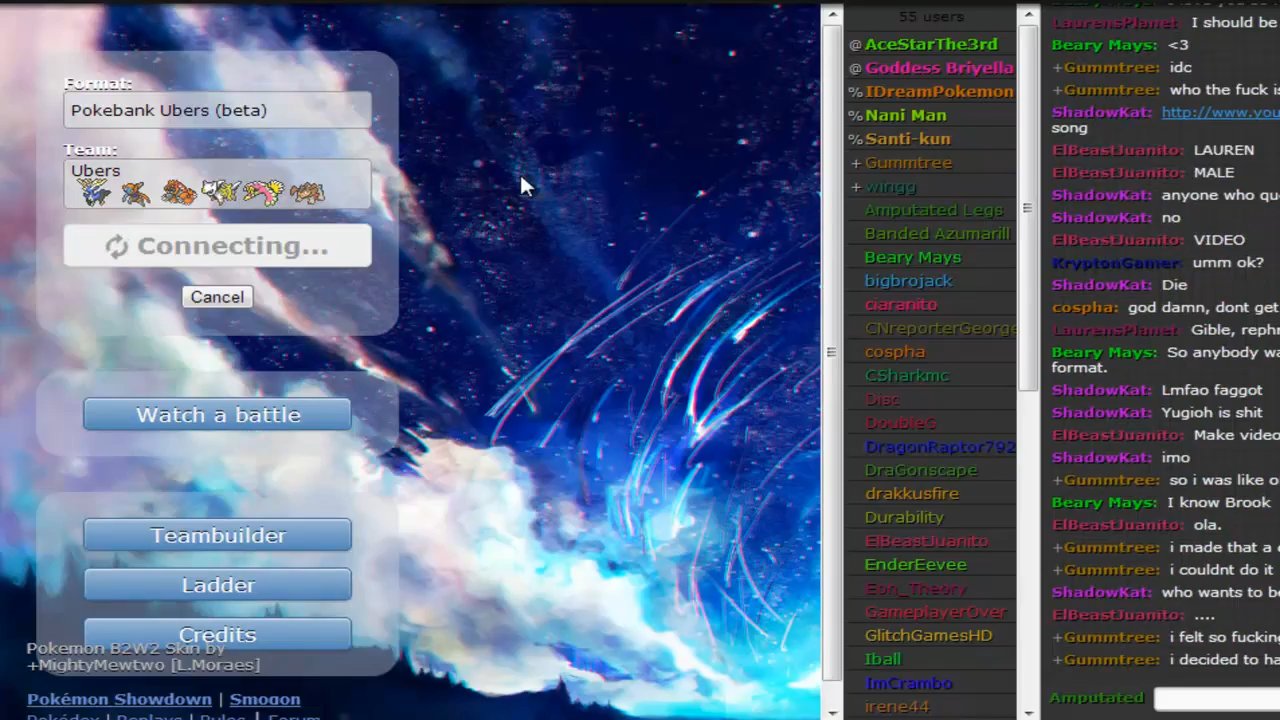 Format:
Pokebank Ubers (beta)
Team:
Ubers
Connecting...
Cancel
Watch a battle
Teambuilder
Ladder
Credits
Pokemon B2W2 Skin by
+MightyMewtwo [L.Moraes]
Pokémon Showdown | Smogon
Pokédex | Replays | Rules | Forum
55 users
@AceStarThe3rd
@Goddess Briyella
%IDreamPokemon
%Nani Man
%Santi-kun
+Gummtree
+wingg
Amputated Legs
Banded Azumarill
Beary Mays
bigbrojack
ciaranito
CNreporterGeorge
cospha
CSharkmc
Disc
DoubleG
DragonRaptor792
DraGonscape
drakkusfire
Durability
ElBeastJuanito
EnderEevee
Eon_Theory
GameplayerOver
GlitchGamesHD
Iball
ImCrambo
irene44
LaurensPlanet: I should be
Beary Mays: <3
+Gummtree: idc
+Gummtree: who the fuck is
ShadowKat: http://www.you
song
ElBeastJuanito: LAUREN
ElBeastJuanito: MALE
ShadowKat: anyone who qu
ShadowKat: no
ElBeastJuanito: VIDEO
KryptonGamer: umm ok?
ShadowKat: Die
cospha: god damn, dont get
LaurensPlanet: Gible, rephr
Beary Mays: So anybody wa
format.
ShadowKat: Lmfao faggot
ShadowKat: Yugioh is shit
ElBeastJuanito: Make video
ShadowKat: imo
+Gummtree: so i was like o
Beary Mays: I know Brook
ElBeastJuanito: ola.
+Gummtree: i made that a
+Gummtree: i couldnt do it
ShadowKat: who wants to be
ElBeastJuanito: ....
+Gummtree: i felt so fuckin
+Gummtree: i decided to ha
Amputated